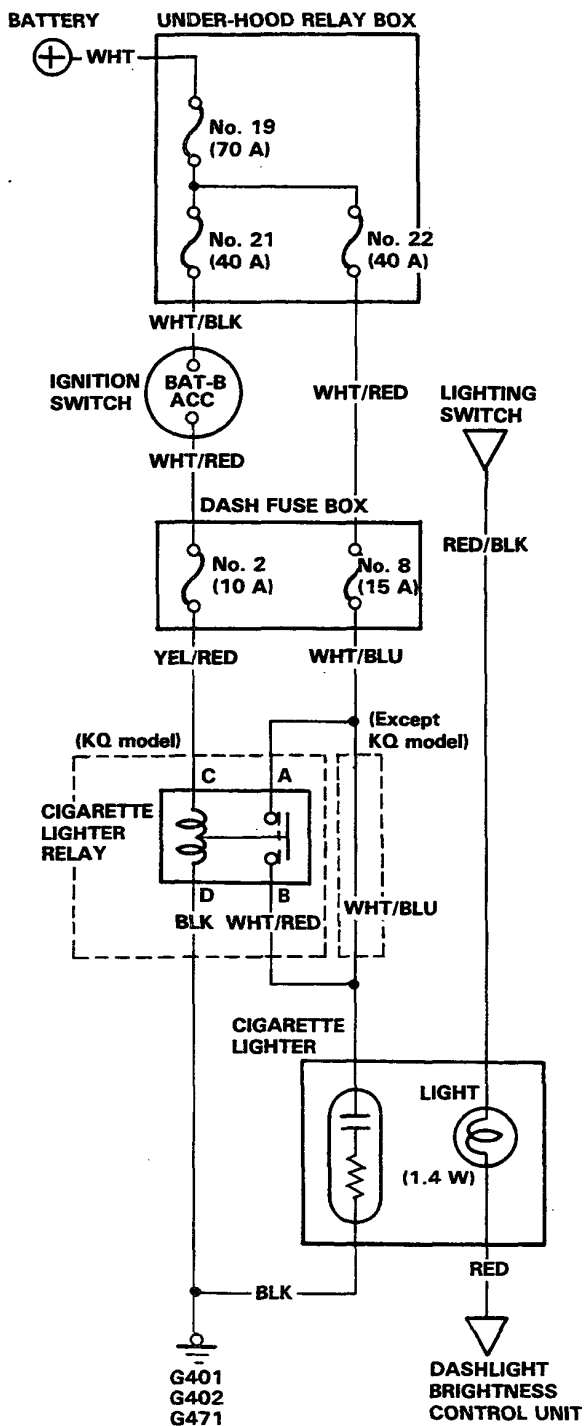 BATTERY
UNDER-HOOD RELAY BOX
WHT
No. 19
(70 A)
No. 21
(40 A)
No. 22
(40 A)
WHT/BLK
IGNITION
SWITCH
BAT-B
ACC
WHT/RED
LIGHTING
SWITCH
WHT/RED
DASH FUSE BOX
RED/BLK
No. 2
(10 A)
No. 8
(15 A)
YEL/RED
WHT/BLU
(KQ model)
(Except
KQ model)
C
A
CIGARETTE
LIGHTER
RELAY
D
B
BLK
WHT/RED
WHT/BLU
CIGARETTE
LIGHTER
LIGHT
(1.4 W)
RED
BLK
G401
G402
G471
DASHLIGHT
BRIGHTNESS
CONTROL UNIT